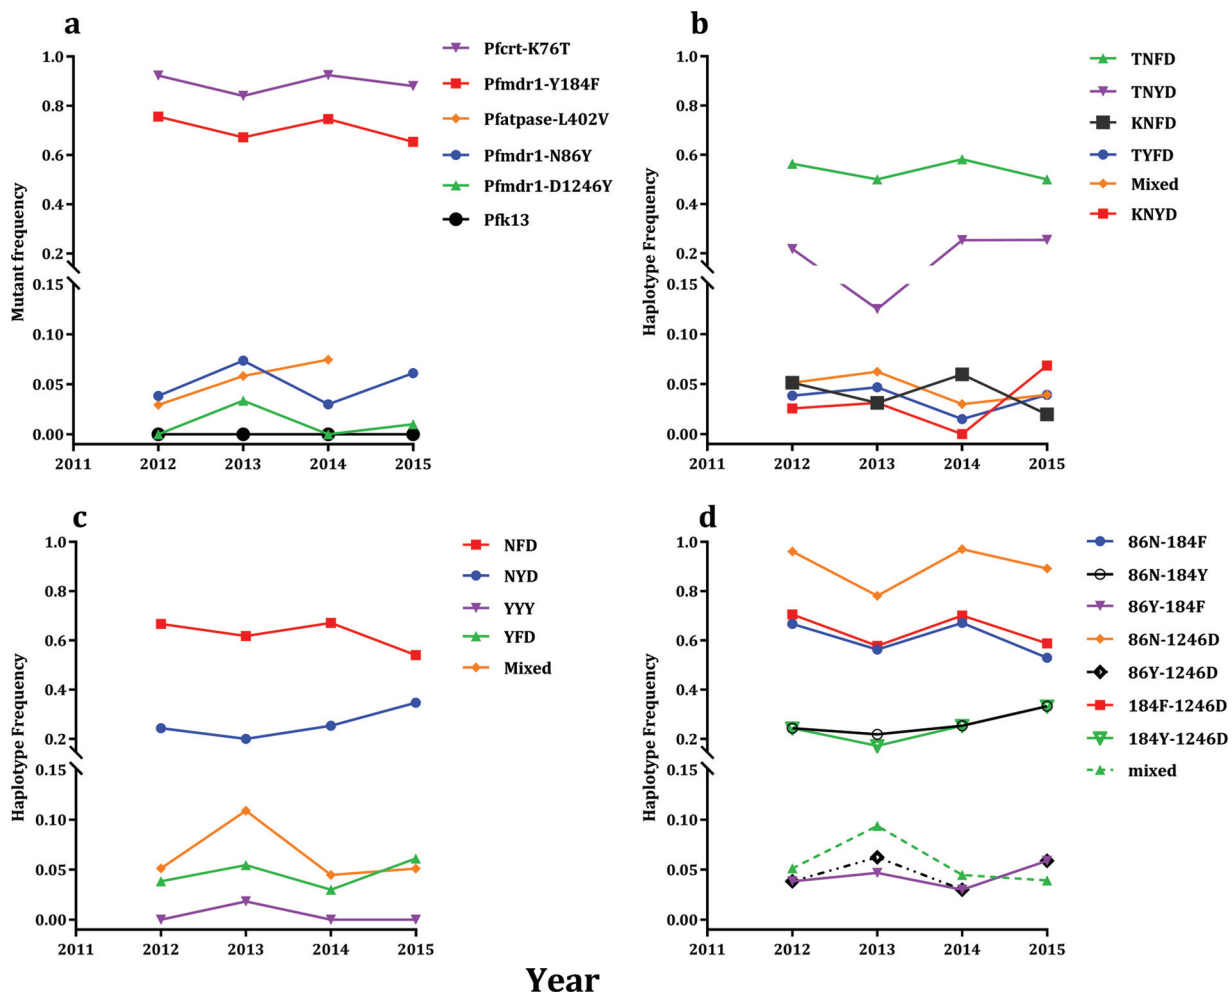 a
Pfcrt-K76T
Pfmdr1-Y184F
Pfatpase-L402V
Pfmdr1-N86Y
Pfmdr1-D1246Y
Pfk13
Mutant frequency
1.0
0.8
0.6
0.4
0.2
0.15
0.10
0.05
0.00
2011 2012 2013 2014 2015
b
TNFD
TNYD
KNFD
TYFD
Mixed
KNYD
Haplotype Frequency
1.0
0.8
0.6
0.4
0.2
0.15
0.10
0.05
0.00
2011 2012 2013 2014 2015
c
NFD
NYD
YYY
YFD
Mixed
Haplotype Frequency
1.0
0.8
0.6
0.4
0.2
0.15
0.10
0.05
0.00
2011 2012 2013 2014 2015
d
86N-184F
86N-184Y
86Y-184F
86N-1246D
86Y-1246D
184F-1246D
184Y-1246D
mixed
Haplotype Frequency
1.0
0.8
0.6
0.4
0.2
0.15
0.10
0.05
0.00
2011 2012 2013 2014 2015
Year